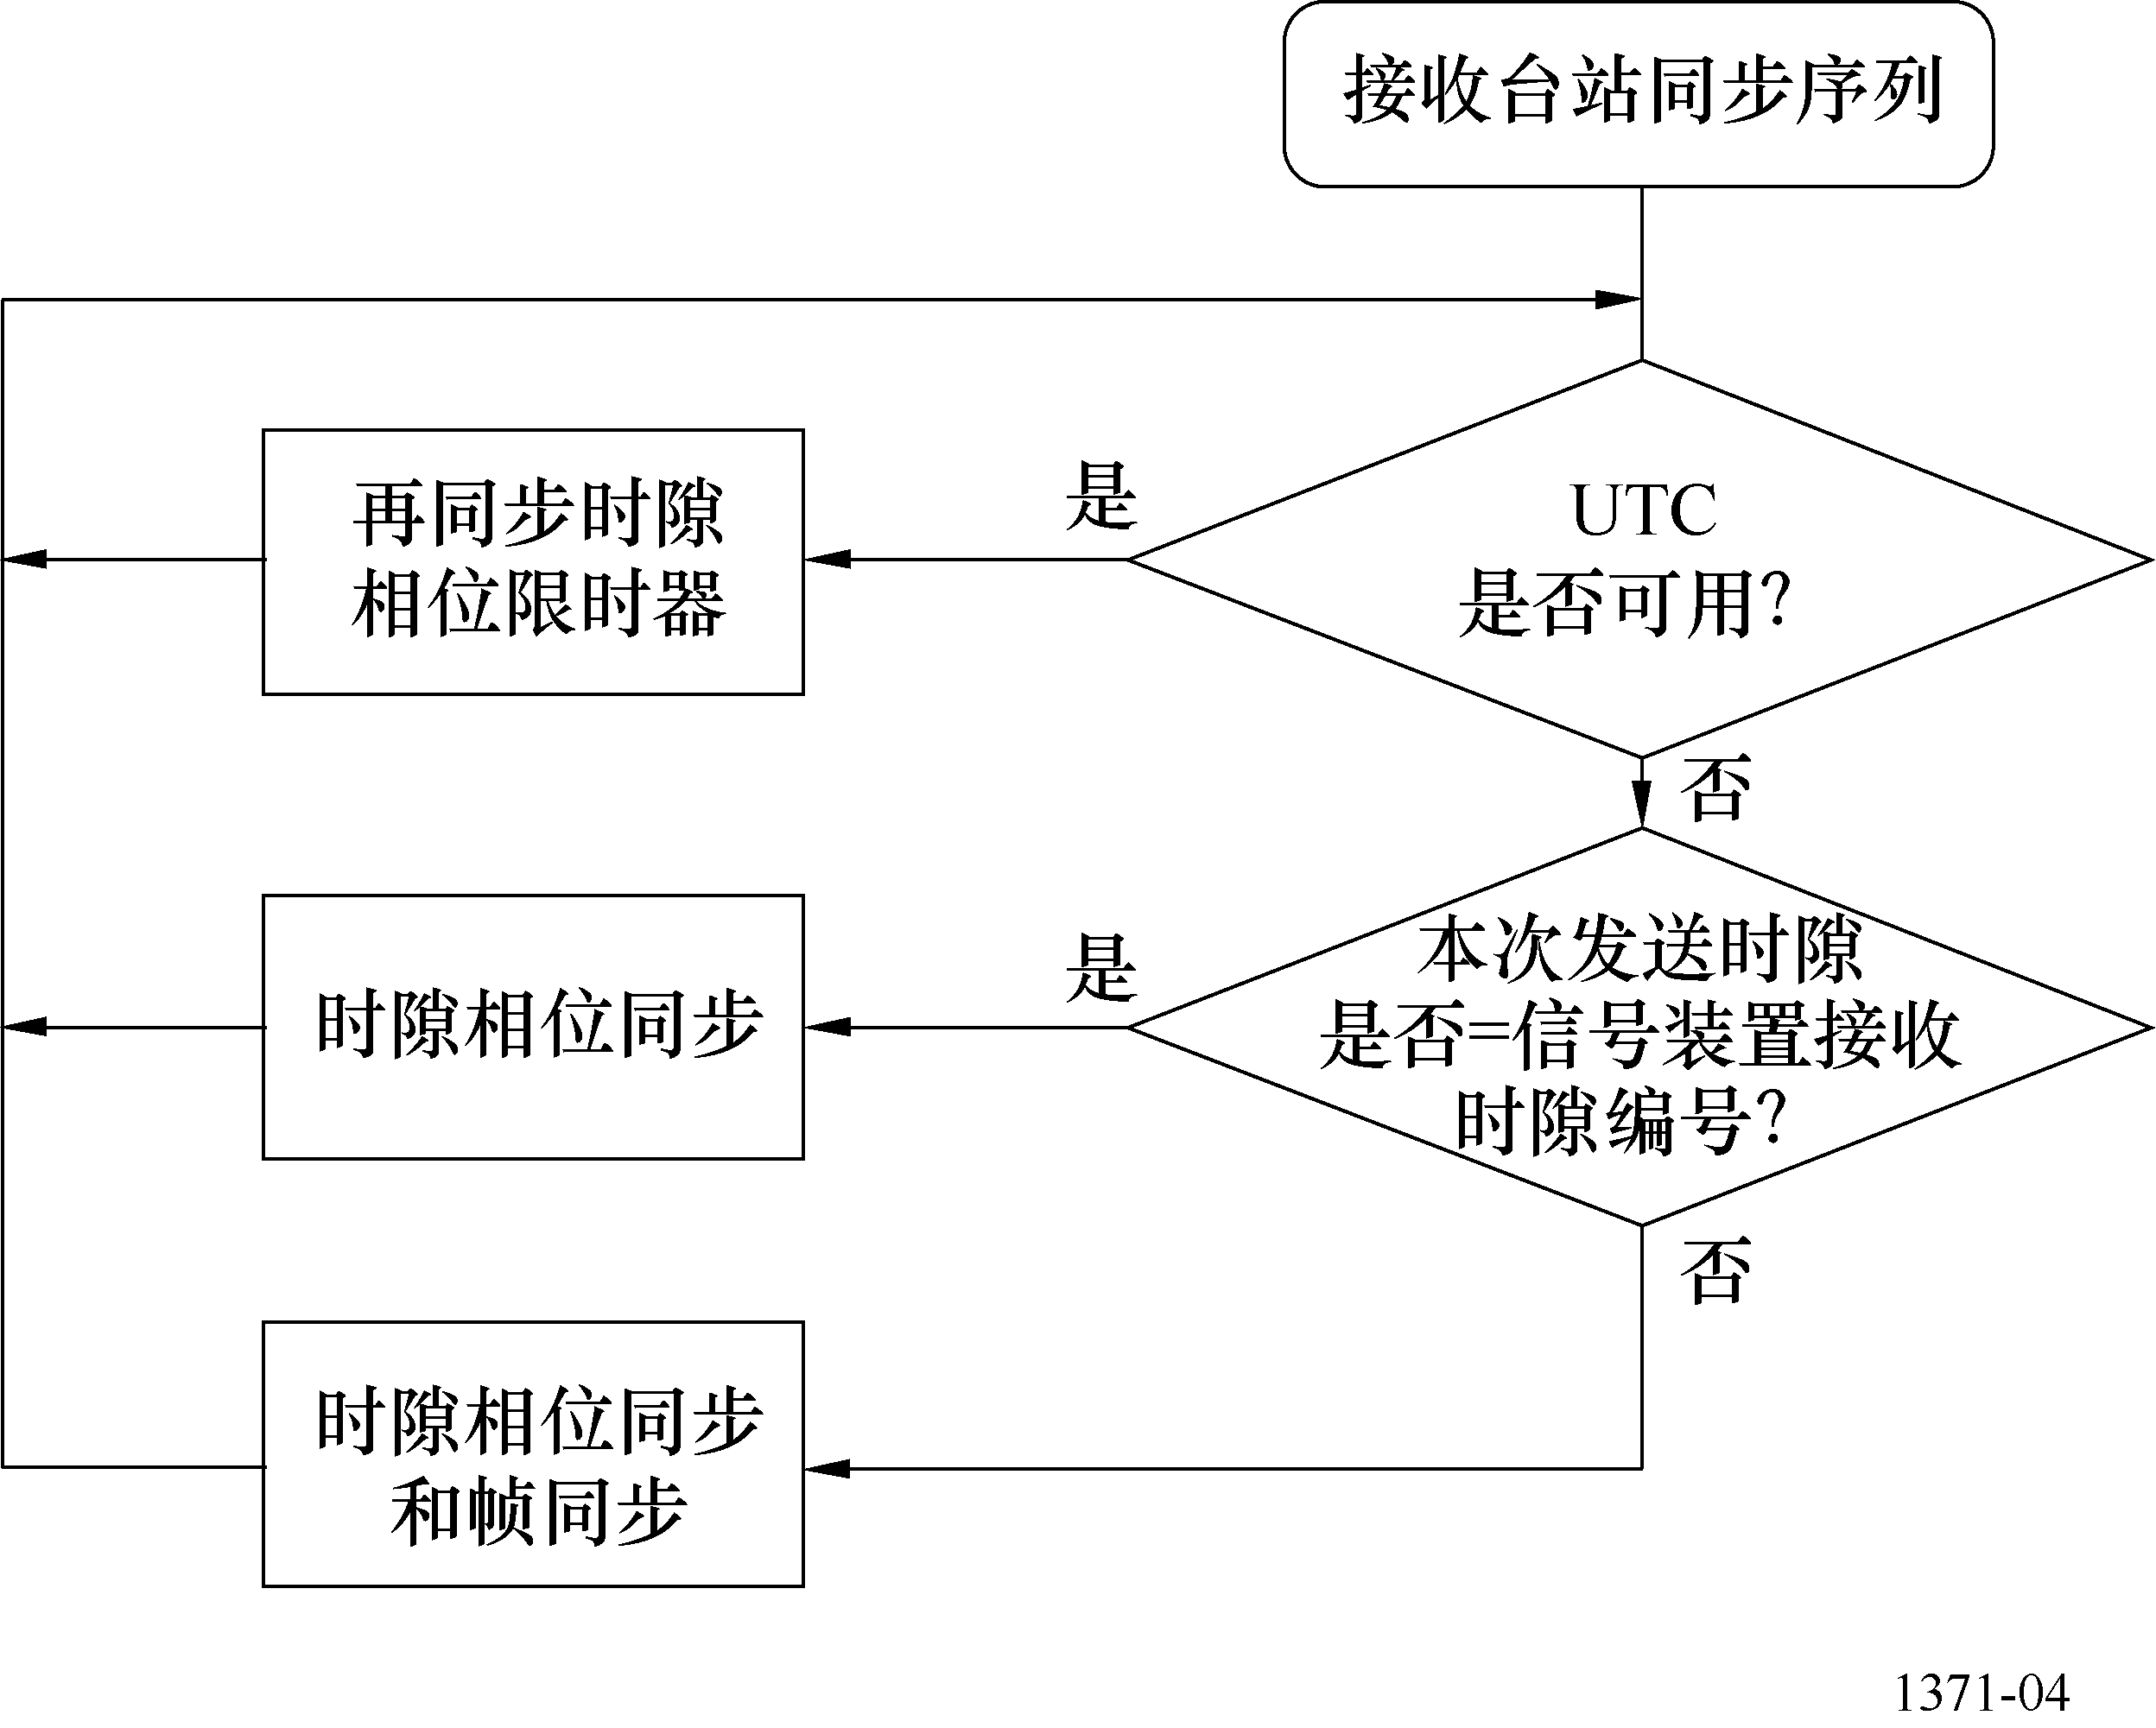 接收台站同步序列
UTC
是否可用？
是
再同步时隙
相位限时器
否
本次发送时隙
是否=信号装置接收
时隙编号？
是
时隙相位同步
否
时隙相位同步
和帧同步
1371-04